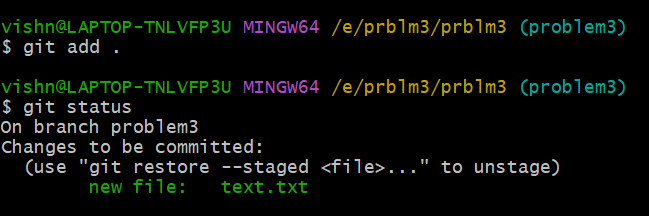 vishn@LAPTOP-TNLVFP3U MINGW64 /e/prblm3/prblm3 (problem3)
$ git add .
vishn@LAPTOP-TNLVFP3U MINGW64 /e/prblm3/prblm3 (problem3)
$ git status
On branch problem3
Changes to be committed:
  (use "git restore --staged <file>..." to unstage)
        new file:   text.txt